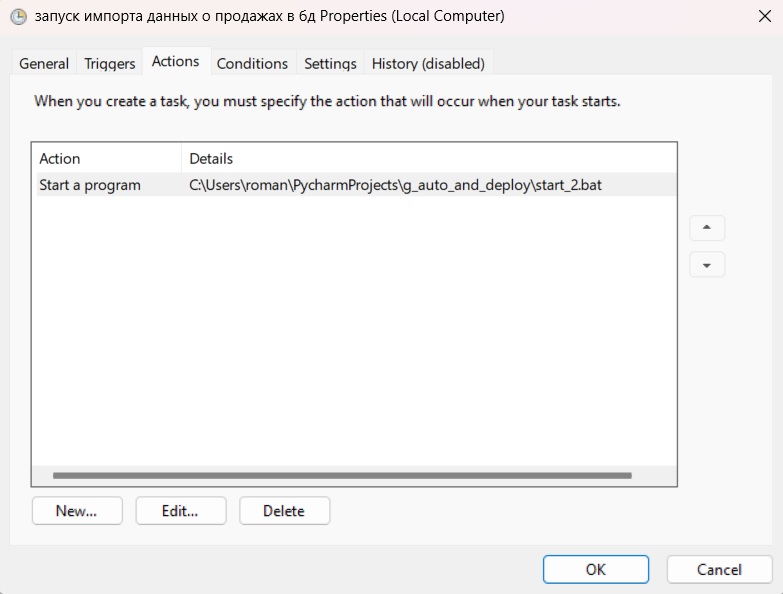 запуск импорта данных о продажах в бд Properties (Local Computer)
General Triggers Actions Conditions Settings History (disabled)
When you create a task, you must specify the action that will occur when your task starts.
Action Details
Start a program C:\Users\roman\PycharmProjects\g_auto_and_deploy\start_2.bat
New... Edit... Delete
OK Cancel